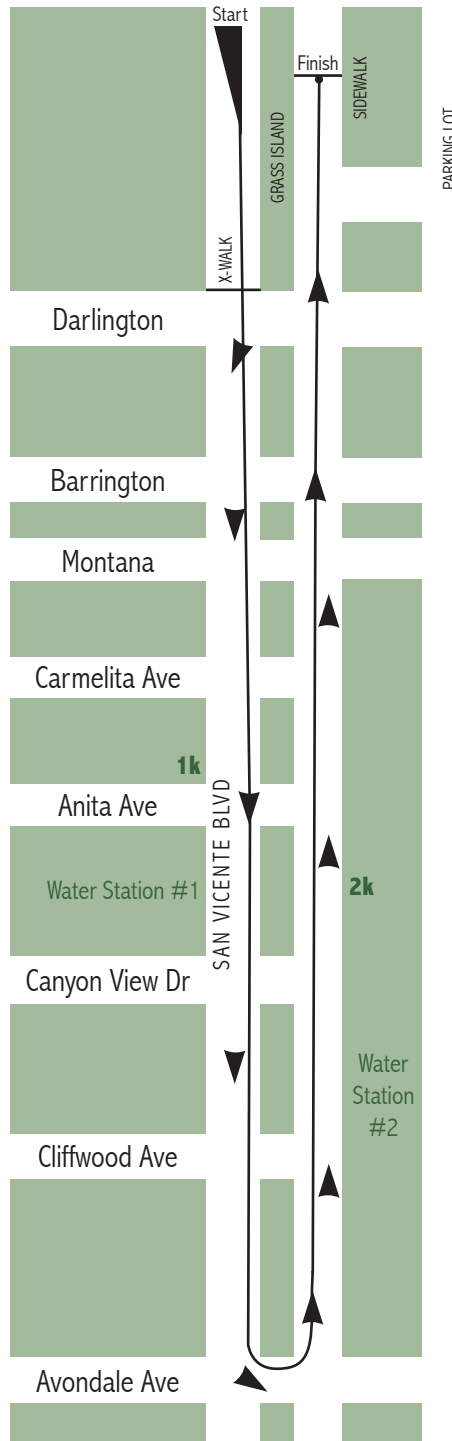 Start
Finish
SIDEWALK
GRASS ISLAND
PARKING LOT
X-WALK
Darlington
Barrington
Montana
Carmelita Ave
1k
Anita Ave
SAN VICENTE BLVD
Water Station #1
2k
Canyon View Dr
Water
Station
#2
Cliffwood Ave
Avondale Ave